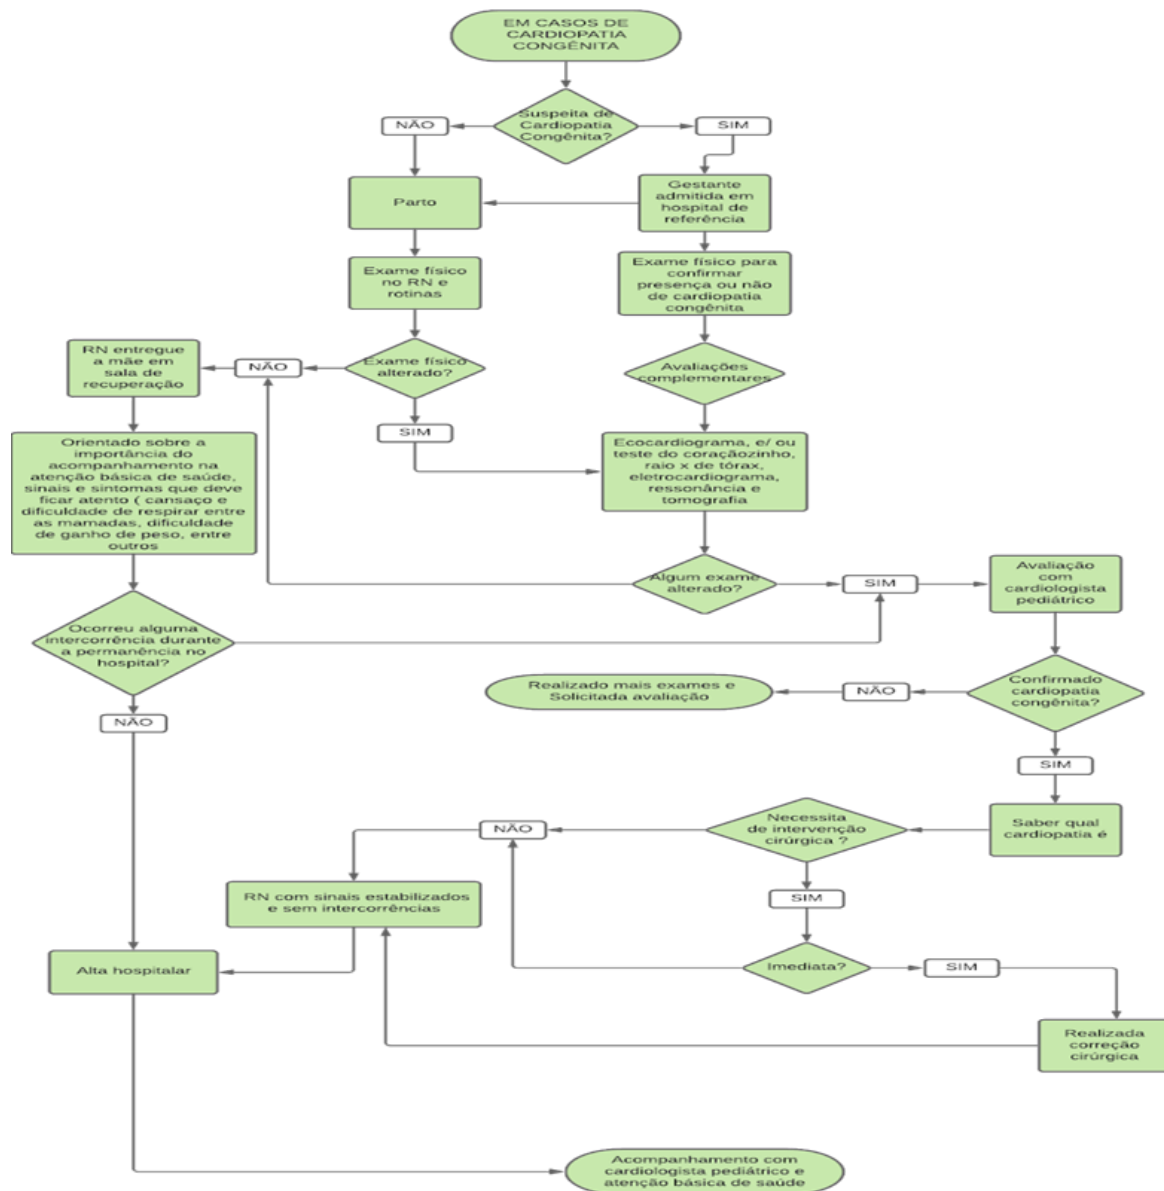 EM CASOS DE
CARDIOPATIA
CONGÊNITA
Suspeita de
Cardiopatia
Congênita?
NÃO
SIM
Parto
Gestante
admitida em
hospital de
referência
Exame físico
no RN e
rotinas
Exame físico para
confirmar
presença ou não
de cardiopatia
congênita
RN entregue
a mãe em
sala de
recuperação
NÃO
Exame físico
alterado?
Avaliações
complementares
SIM
Orientado sobre a
importância do
acompanhamento na
atenção básica de saúde,
sinais e sintomas que deve
ficar atento ( cansaço e
dificuldade de respirar entre
as mamadas, dificuldade
de ganho de peso, entre
outros
Ecocardiograma, e/ ou
teste do coraçãozinho,
raio x de tórax,
eletrocardiograma,
ressonância e
tomografia
Algum exame
alterado?
SIM
Avaliação
com
cardiologista
pediátrico
Ocorreu alguma
intercorrência durante
a permanência no
hospital?
Realizado mais exames e
Solicitada avaliação
NÃO
Confirmado
cardiopatia
congênita?
NÃO
SIM
Necessita
de intervenção
cirúrgica ?
Saber qual
cardiopatia é
NÃO
RN com sinais estabilizados
e sem intercorrências
SIM
Alta hospitalar
Imediata?
SIM
Realizada
correção
cirúrgica
Acompanhamento com
cardiologista pediátrico e
atenção básica de saúde